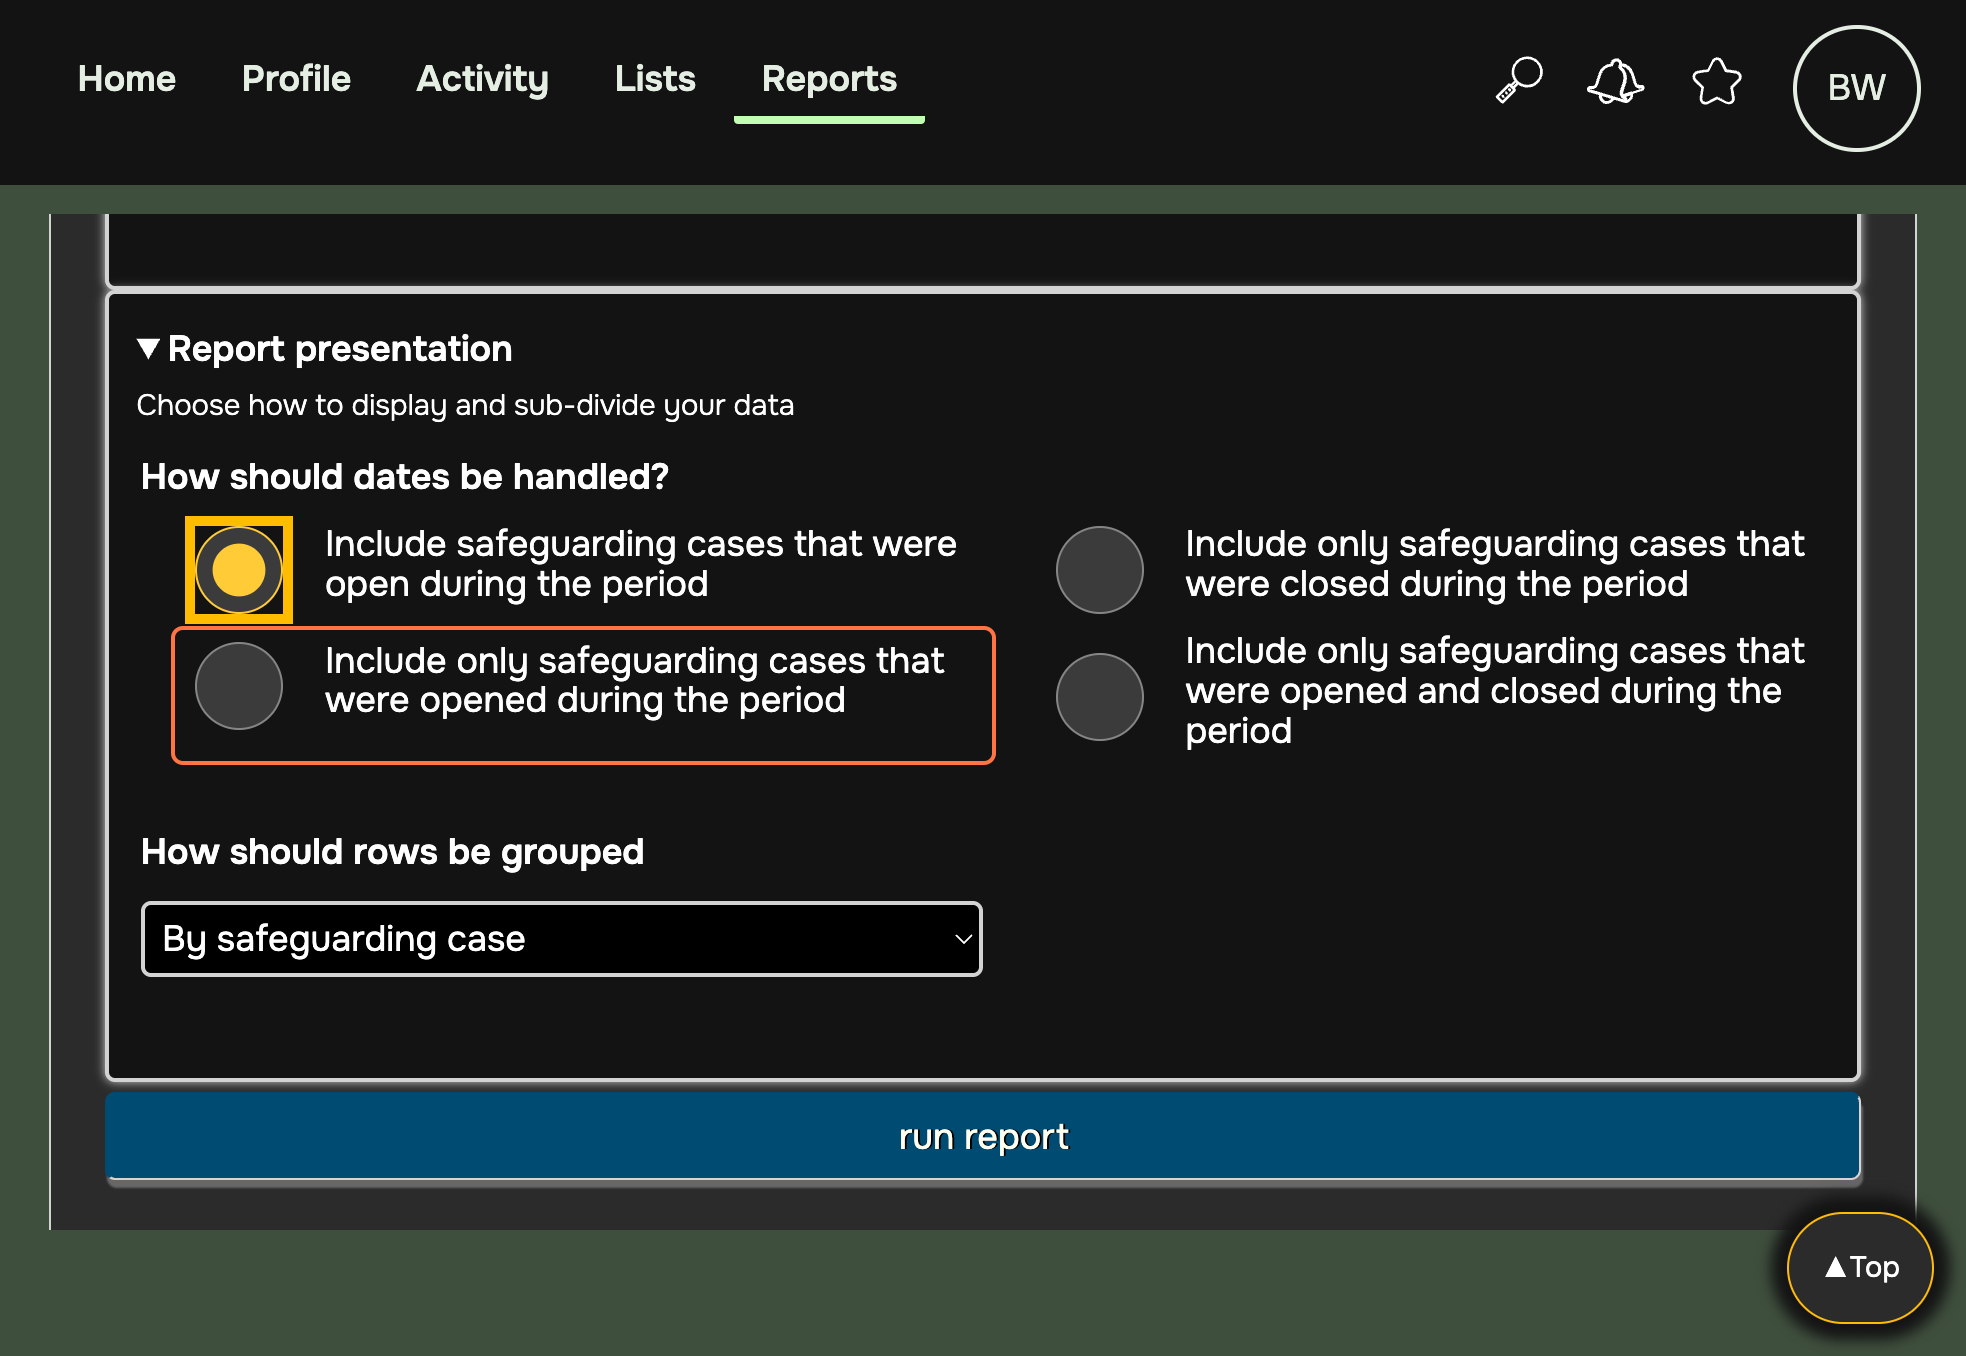 Home Profile Activity Lists Reports BW
▼ Report presentation
Choose how to display and sub-divide your data
How should dates be handled?
Include safeguarding cases that were
open during the period
Include only safeguarding cases that
were closed during the period
Include only safeguarding cases that
were opened during the period
Include only safeguarding cases that
were opened and closed during the
period
How should rows be grouped
By safeguarding case
run report
▲Top